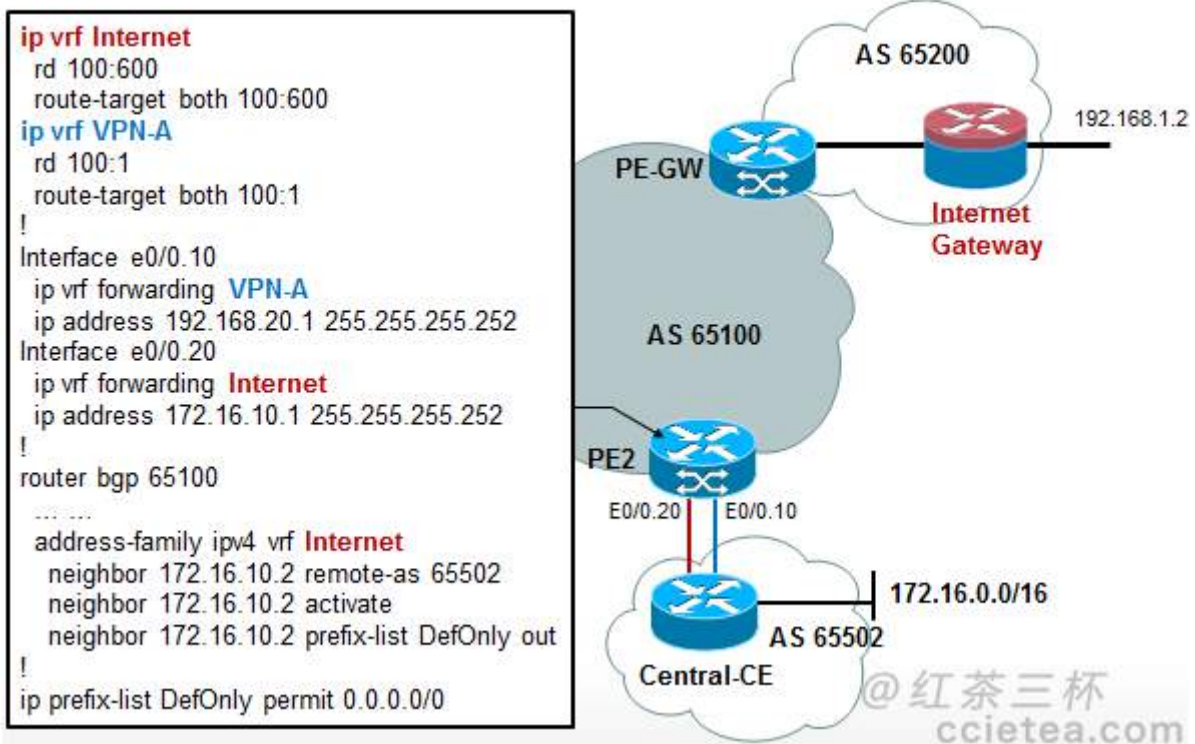 ip vrf Internet
rd 100:600
route-target both 100:600
ip vrf VPN-A
rd 100:1
route-target both 100:1
!
Interface e0/0.10
ip vrf forwarding VPN-A
ip address 192.168.20.1 255.255.255.252
Interface e0/0.20
ip vrf forwarding Internet
ip address 172.16.10.1 255.255.255.252
!
router bgp 65100
... ...
address-family ipv4 vrf Internet
neighbor 172.16.10.2 remote-as 65502
neighbor 172.16.10.2 activate
neighbor 172.16.10.2 prefix-list DefOnly out
!
ip prefix-list DefOnly permit 0.0.0.0/0
AS 65200
192.168.1.2
PE-GW
Internet
Gateway
AS 65100
PE2
E0/0.20
E0/0.10
172.16.0.0/16
AS 65502
Central-CE
@红茶三杯
ccietea.com